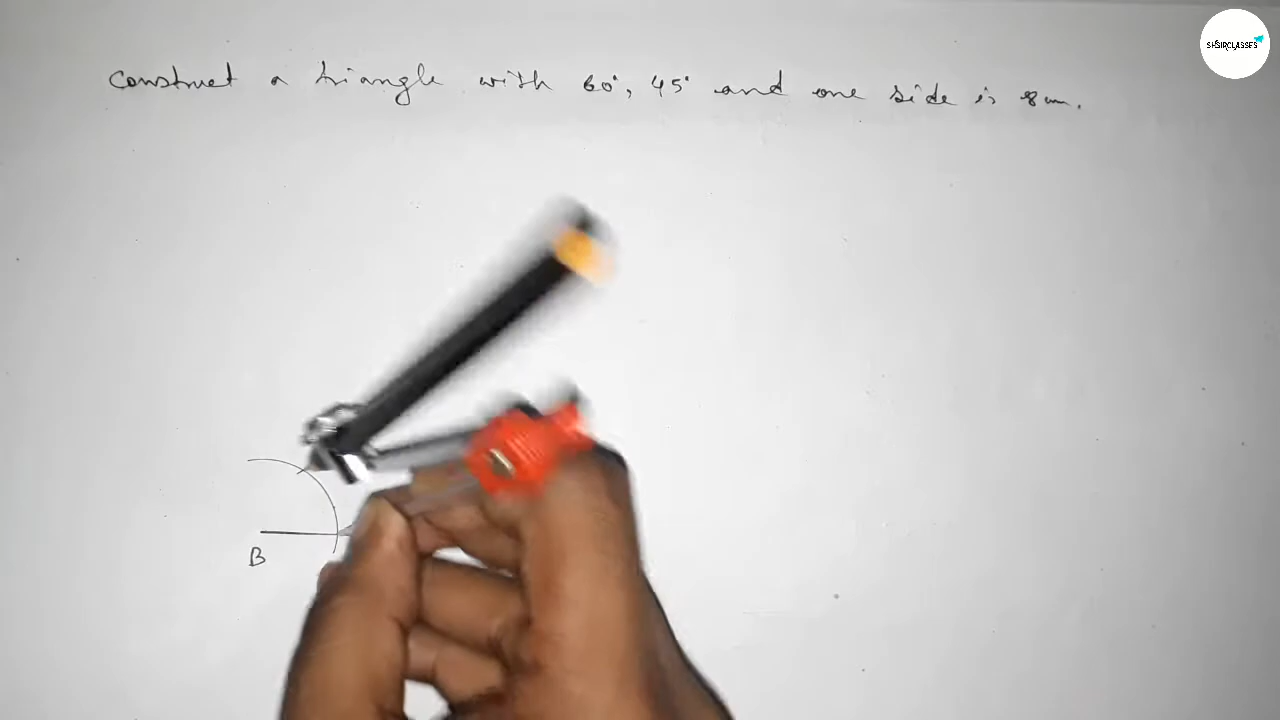 SHSIRCLASSES
Construct a triangle with 60°, 45° and one side is 8cm.
B